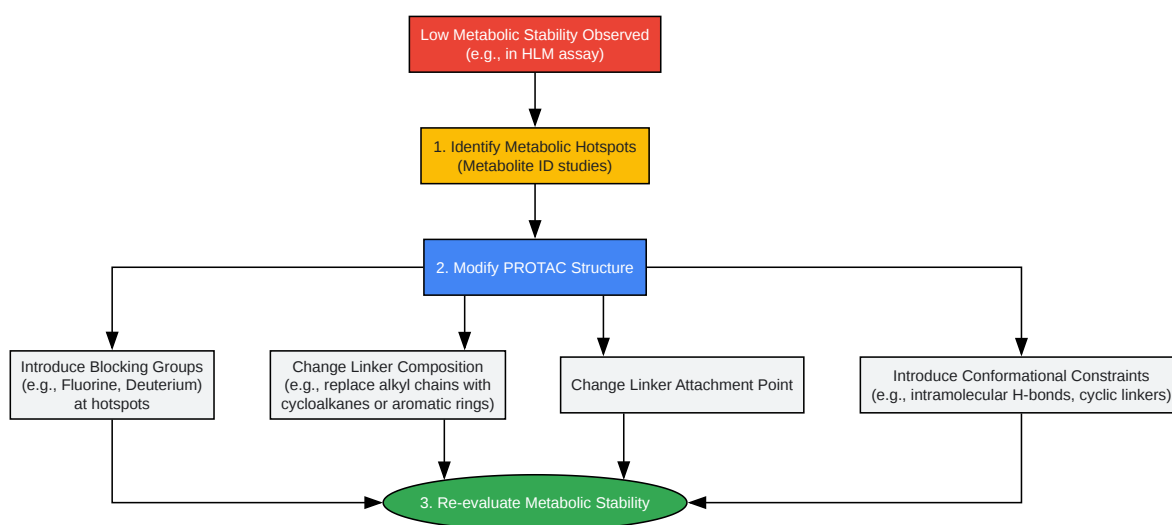 Low Metabolic Stability Observed
(e.g., in HLM assay)
1. Identify Metabolic Hotspots
(Metabolite ID studies)
2. Modify PROTAC Structure
Introduce Blocking Groups
(e.g., Fluorine, Deuterium)
at hotspots
Change Linker Composition
(e.g., replace alkyl chains with
cycloalkanes or aromatic rings)
Change Linker Attachment Point
Introduce Conformational Constraints
(e.g., intramolecular H-bonds, cyclic linkers)
3. Re-evaluate Metabolic Stability